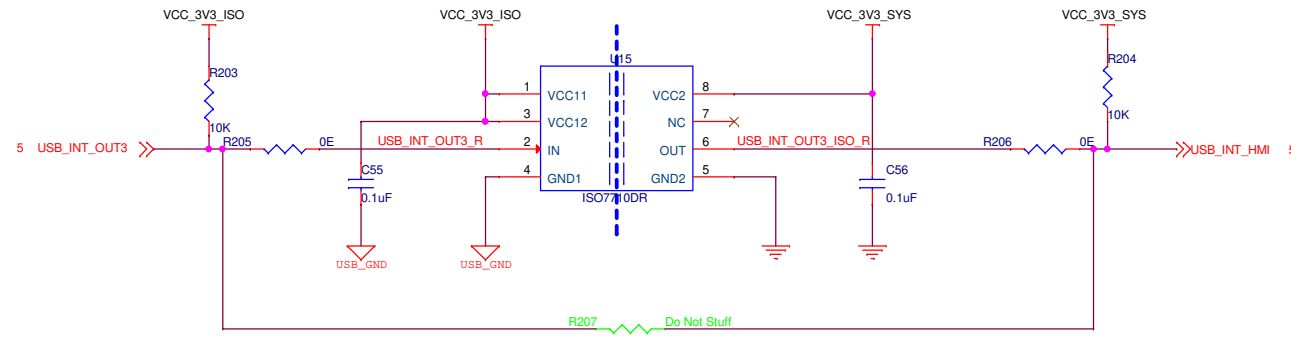 VCC_3V3_ISO
VCC_3V3_ISO
VCC_3V3_SYS
VCC_3V3_SYS
R203
10K
U15
R204
10K
1
VCC11
VCC2
8
3
VCC12
NC
7
5 USB_INT_OUT3
R205
0E
USB_INT_OUT3_R
2
IN
OUT
6
USB_INT_OUT3_ISO_R
R206
0E
USB_INT_HMI
4
GND1
GND2
5
ISO7710DR
C55
0.1uF
C56
0.1uF
USB_GND
USB_GND
R207
Do Not Stuff